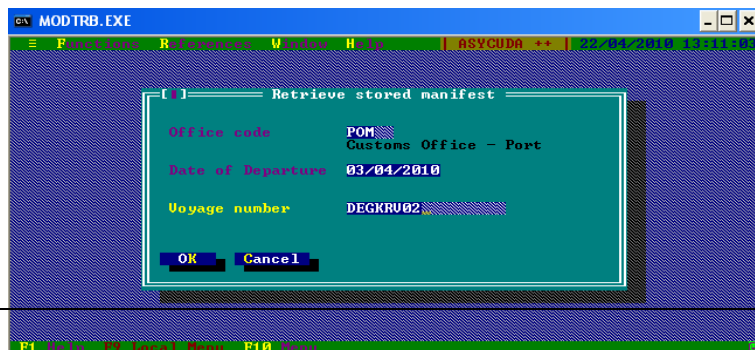 MODTRB.EXE
≡ Functions References Window Help | ASYCUDA ++ | 22/04/2010 13:11:03
Retrieve stored manifest
Office code POM
Customs Office - Port
Date of Departure 03/04/2010
Voyage number DEGKRV02
OK Cancel
F1 Help F9 Local Menu F10 Menu